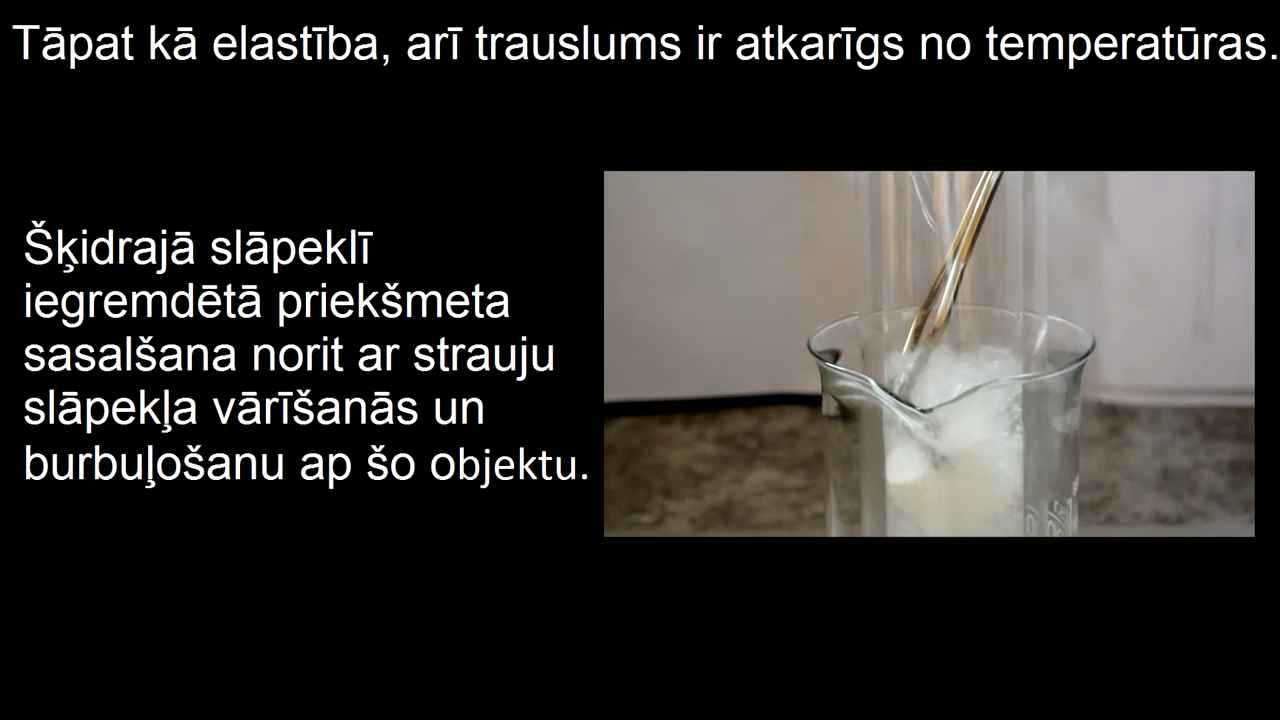 Tāpat kā elastība, arī trauslums ir atkarīgs no temperatūras.
Šķidrajā slāpeklī
iegremdētā priekšmeta
sasalšana norit ar strauju
slāpekļa vārīšanās un
burbuļošanu ap šo objektu.